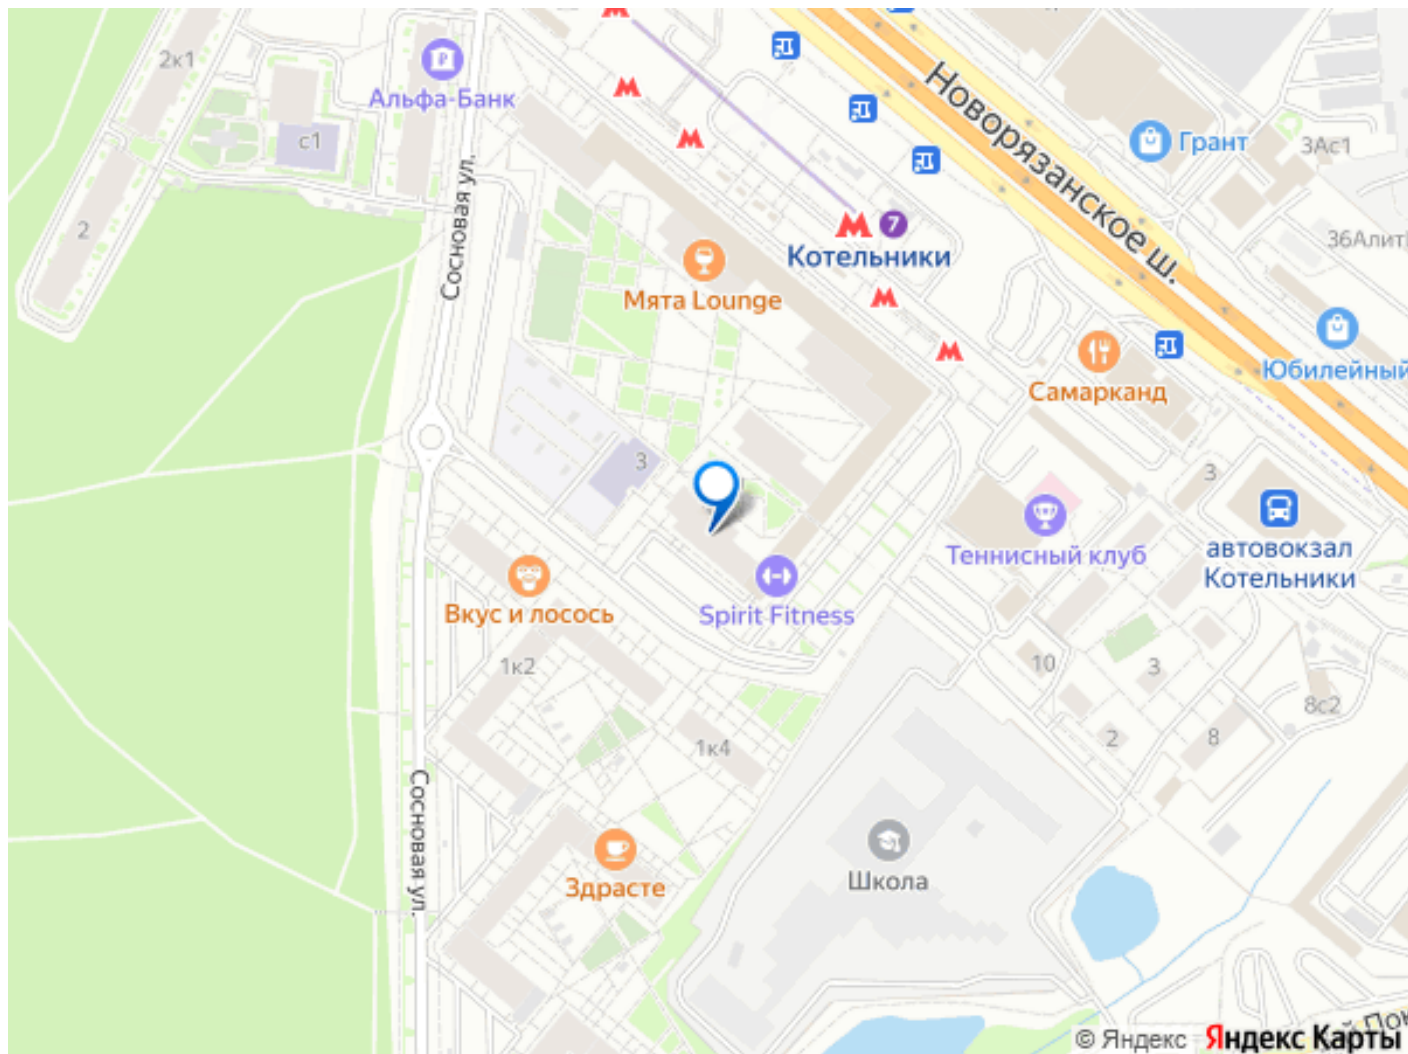 2к1
Альфа-Банк
с1
2
Сосновая ул.
Новорязанское ш.
Грант
3Ас1
36Алит
7
Котельники
Мята Lounge
Самарканд
Юбилейный
3
3
Теннисный клуб
автовокзал
Котельники
Вкус и лосось
Spirit Fitness
1к2
10
3
8с2
1к4
2
8
Сосновая ул.
Здрасте
Школа
© Яндекс Яндекс Карты